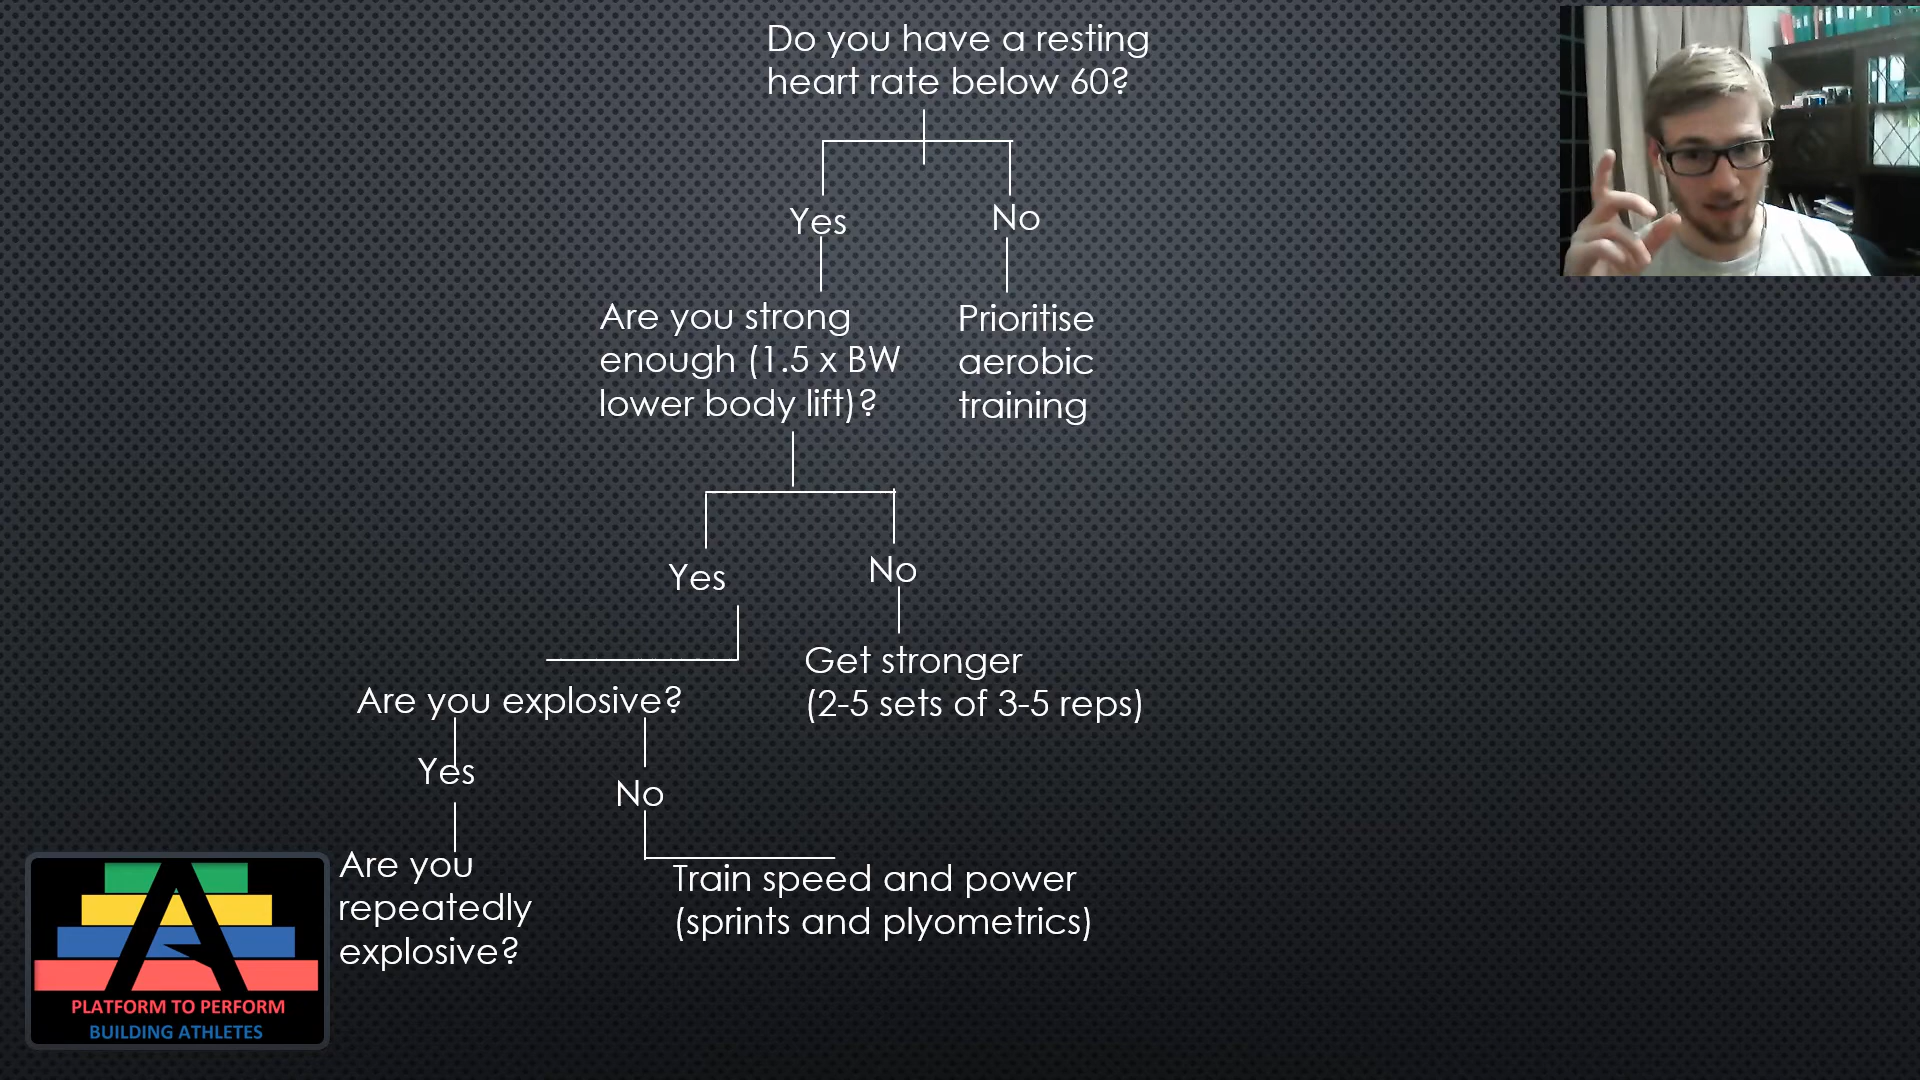 Do you have a resting
heart rate below 60?
Yes
No
Are you strong
enough (1.5 x BW
lower body lift)?
Prioritise
aerobic
training
Yes
No
Get stronger
(2-5 sets of 3-5 reps)
Are you explosive?
Yes
No
Are you
repeatedly
explosive?
Train speed and power
(sprints and plyometrics)
PLATFORM TO PERFORM
BUILDING ATHLETES